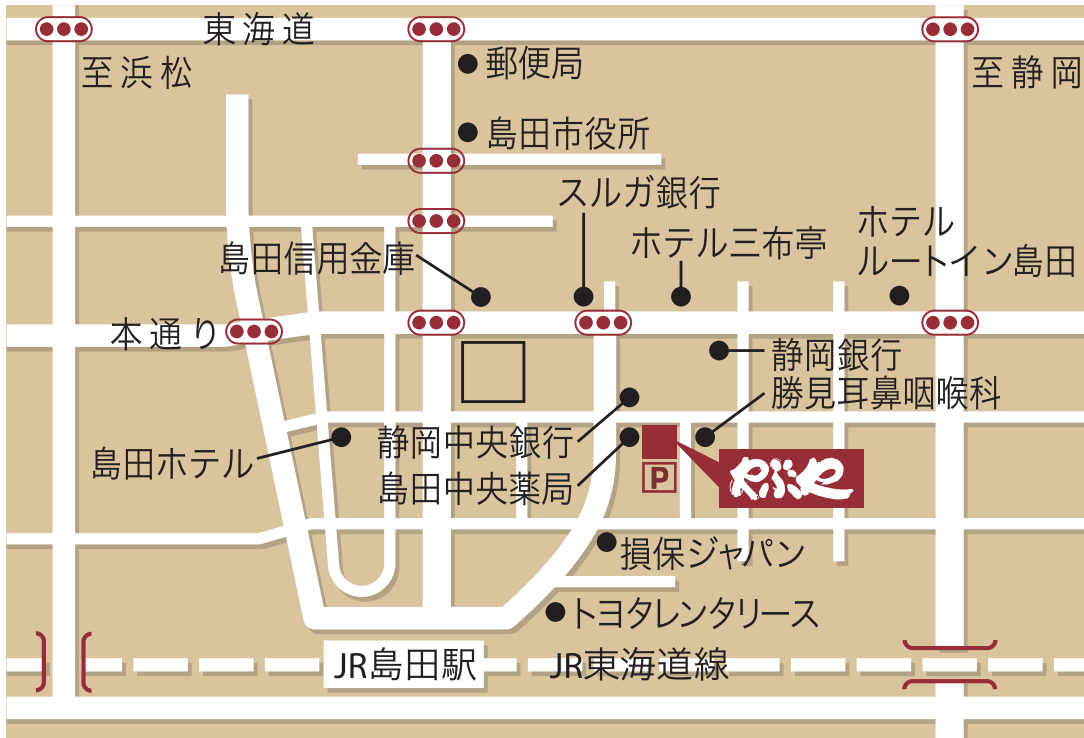 東海道
至浜松
郵便局
至静岡
島田市役所
スルガ銀行
ホテル三布亭
ホテル
ルートイン島田
島田信用金庫
本通り
静岡銀行
勝見耳鼻咽喉科
静岡中央銀行
島田ホテル
島田中央薬局
P
やぶや
損保ジャパン
トヨタレンタリース
JR島田駅
JR東海道線